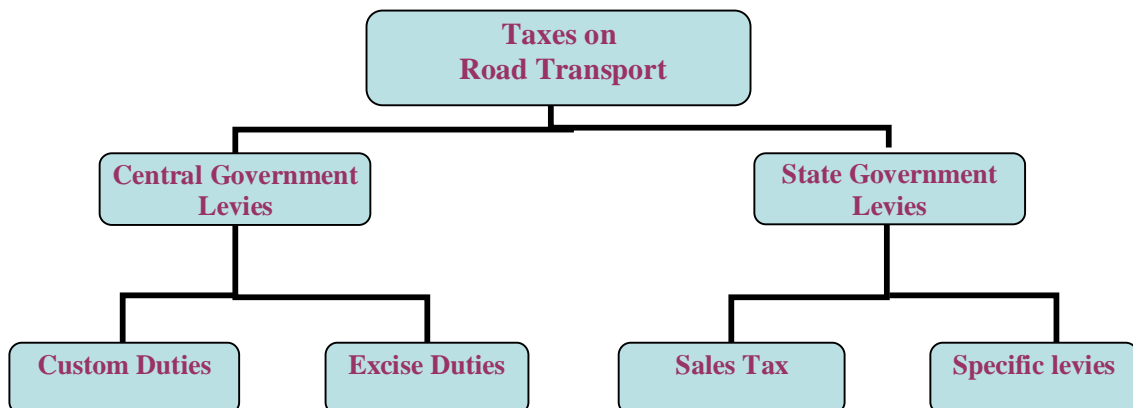 Taxes on
Road Transport
Central Government
Levies
State Government
Levies
Custom Duties
Excise Duties
Sales Tax
Specific levies